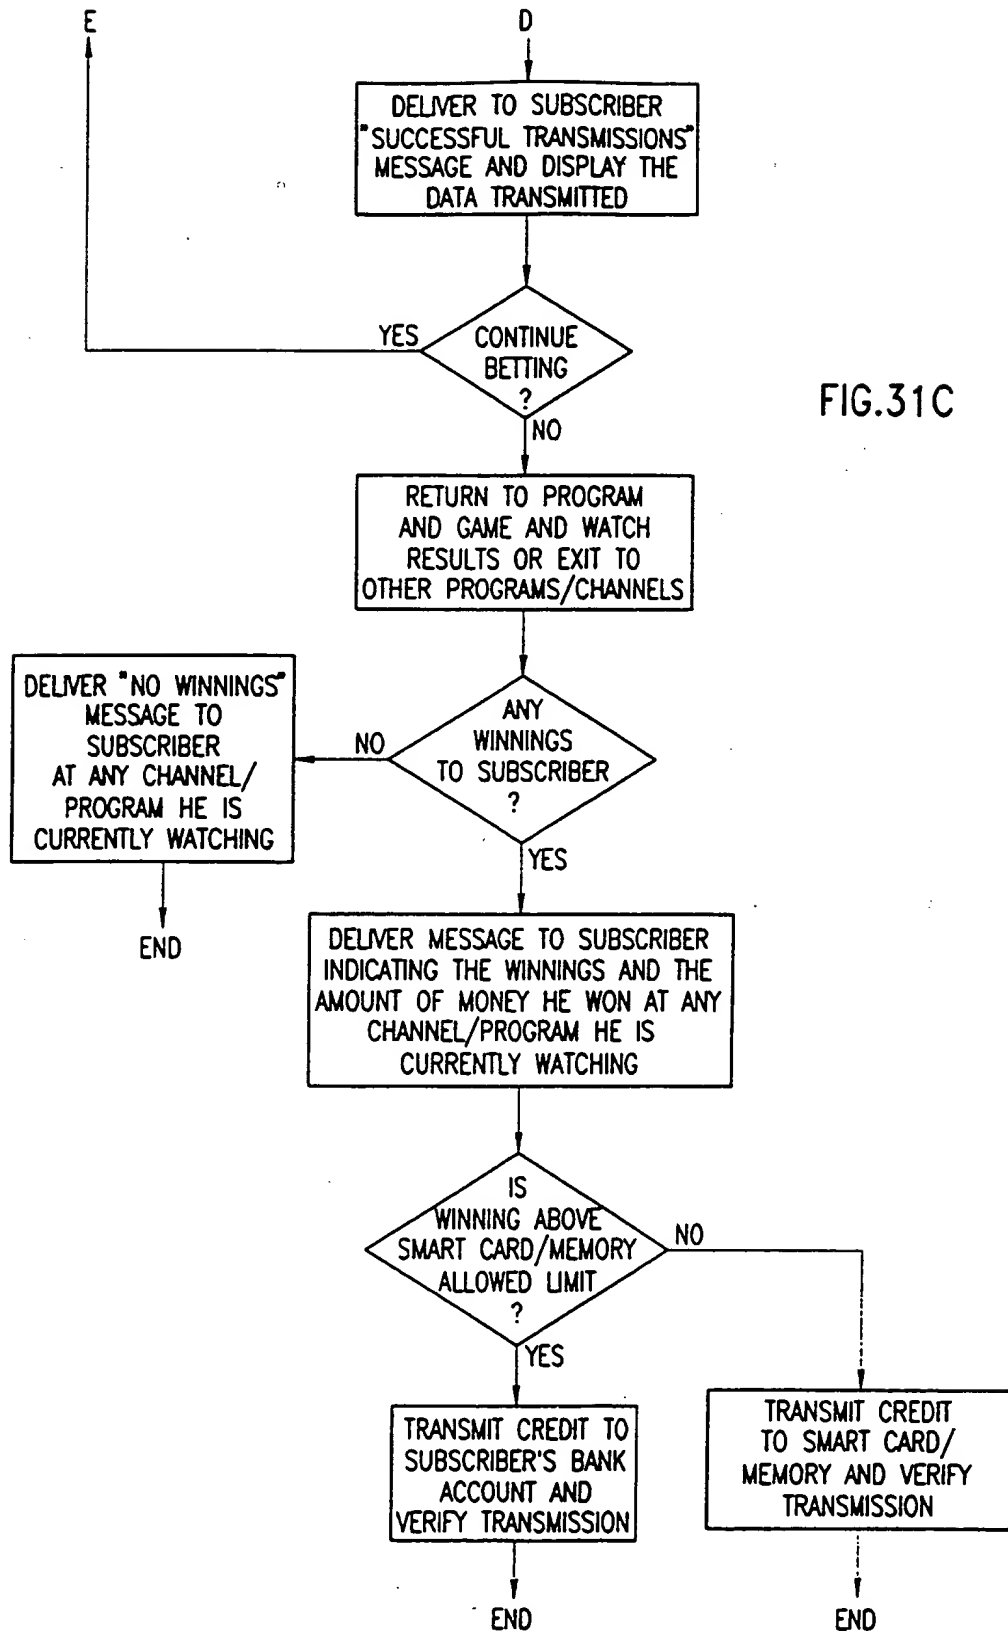 E
D
DELIVER TO SUBSCRIBER
"SUCCESSFUL TRANSMISSIONS"
MESSAGE AND DISPLAY THE
DATA TRANSMITTED
YES
CONTINUE
BETTING
?
FIG.31C
NO
RETURN TO PROGRAM
AND GAME AND WATCH
RESULTS OR EXIT TO
OTHER PROGRAMS/CHANNELS
DELIVER "NO WINNINGS"
MESSAGE TO
SUBSCRIBER
AT ANY CHANNEL/
PROGRAM HE IS
CURRENTLY WATCHING
END
NO
ANY
WINNINGS
TO SUBSCRIBER
?
YES
DELIVER MESSAGE TO SUBSCRIBER
INDICATING THE WINNINGS AND THE
AMOUNT OF MONEY HE WON AT ANY
CHANNEL/PROGRAM HE IS
CURRENTLY WATCHING
IS
WINNING ABOVE
SMART CARD/MEMORY
ALLOWED LIMIT
?
NO
YES
TRANSMIT CREDIT TO
SUBSCRIBER'S BANK
ACCOUNT AND
VERIFY TRANSMISSION
END
TRANSMIT CREDIT
TO SMART CARD/
MEMORY AND VERIFY
TRANSMISSION
END